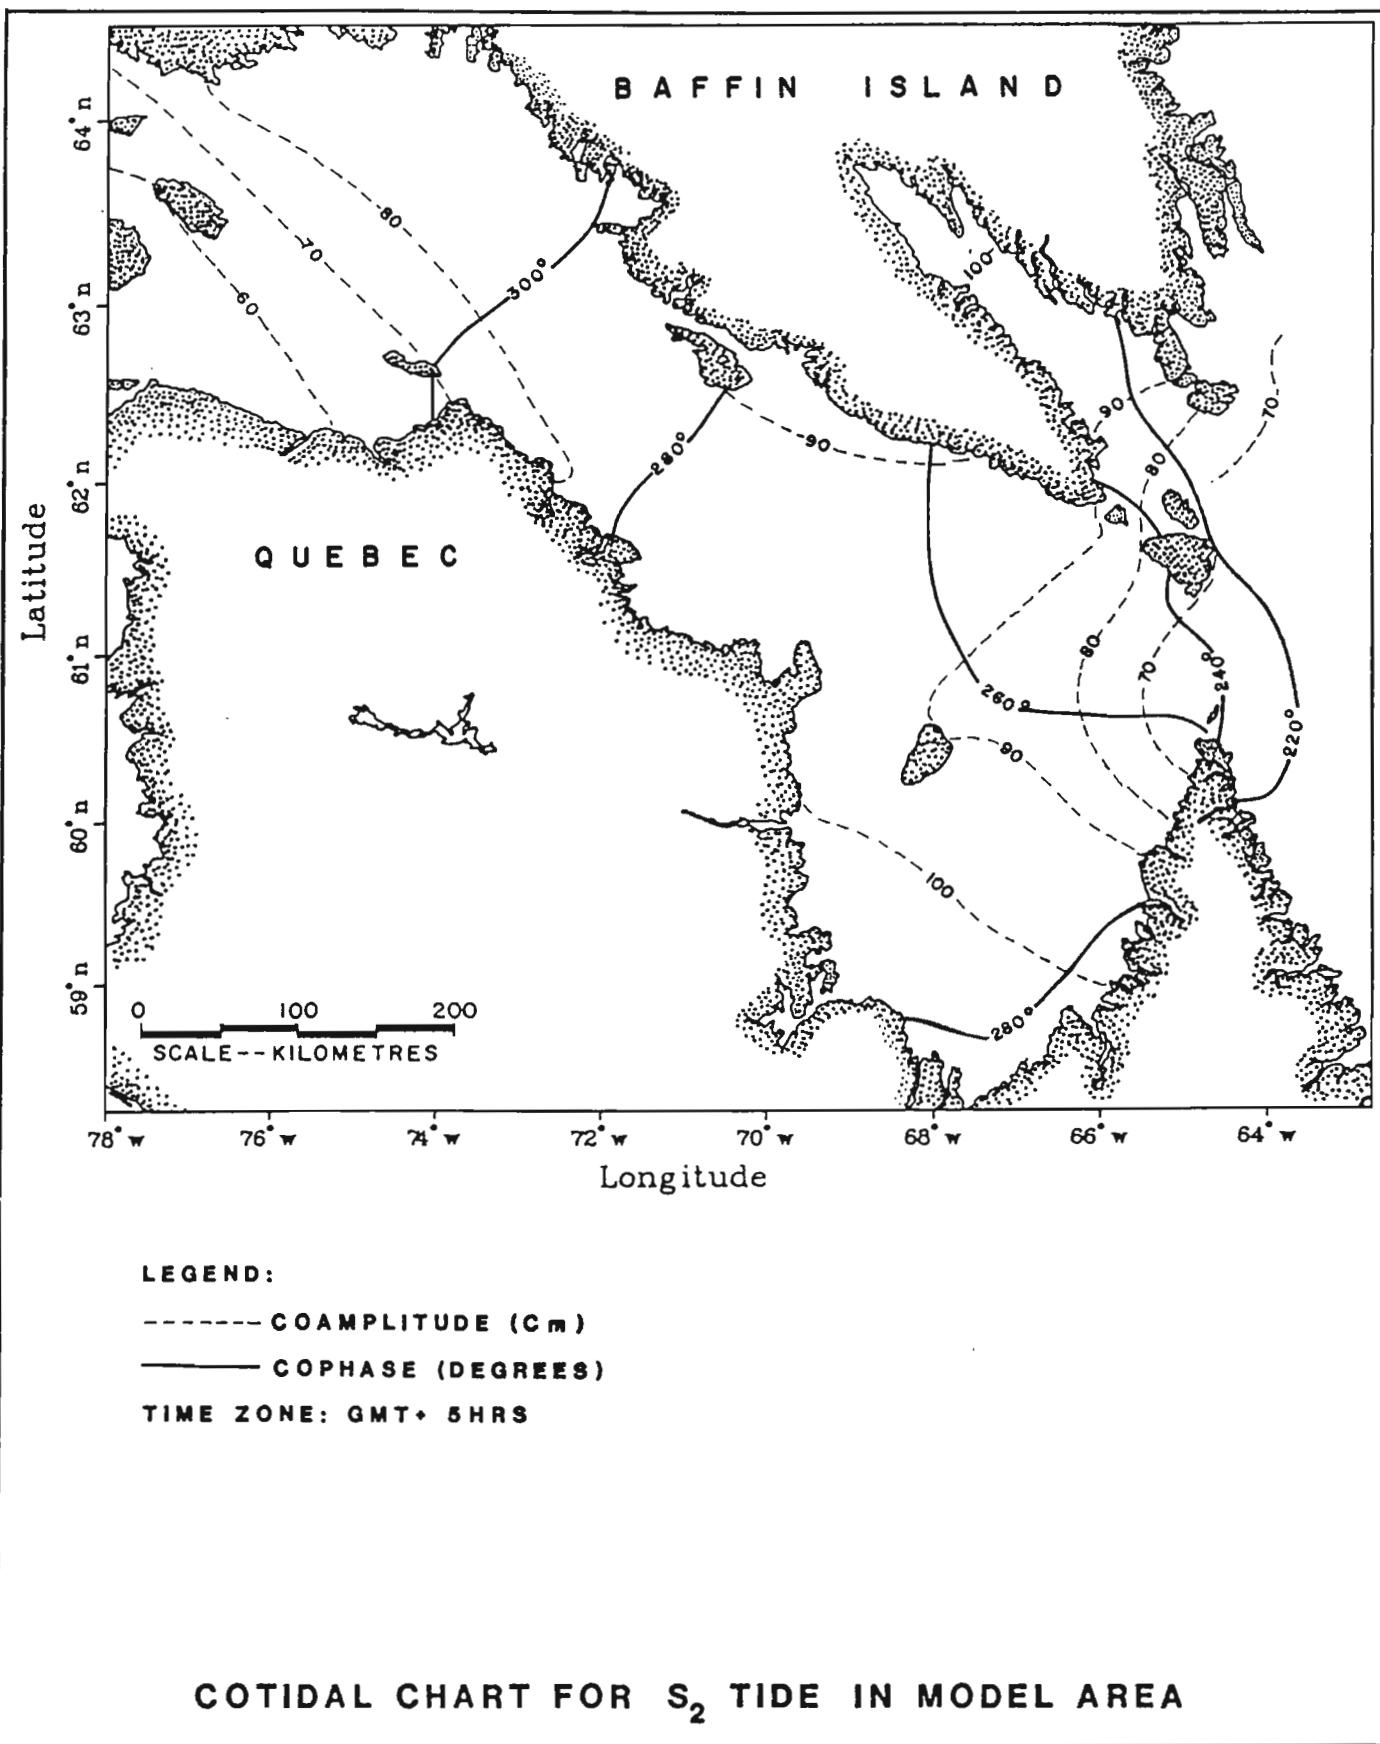 BAFFIN ISLAND
64° n
80
70
100
300°
63° n
60
90
70
280°
90
80
62° n
QUEBEC
Latitude
80
61° n
70
240°
260°
220°
90
60° n
100
59° n
0 100 200
280°
SCALE--KILOMETRES
78° w 76° w 74° w 72° w 70° w 68° w 66° w 64° w
Longitude
LEGEND:
------- COAMPLITUDE (Cm)
COPHASE (DEGREES)
TIME ZONE: GMT+ 5HRS
COTIDAL CHART FOR S₂ TIDE IN MODEL AREA